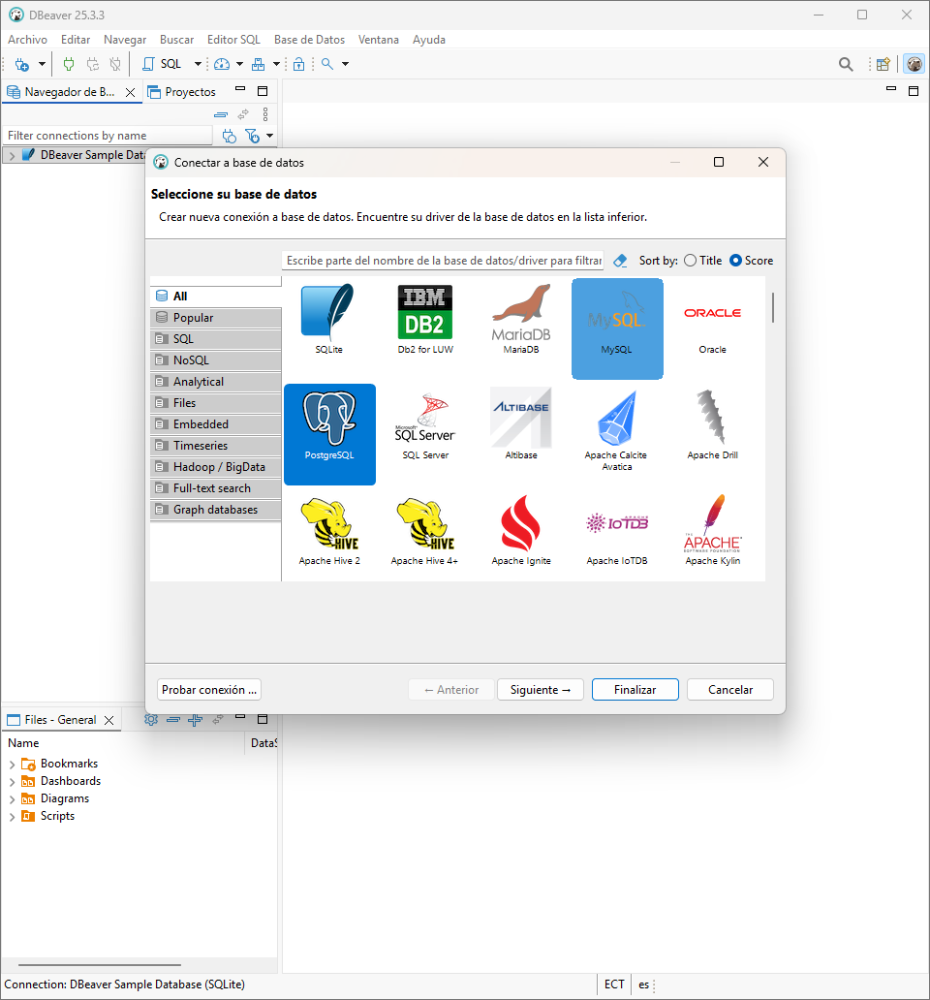 DBeaver 25.3.3
Archivo Editar Navegar Buscar Editor SQL Base de Datos Ventana Ayuda
SQL
Navegador de B... Proyectos
Filter connections by name
DBeaver Sample Data
Conectar a base de datos
Seleccione su base de datos
Crear nueva conexión a base de datos. Encuentre su driver de la base de datos en la lista inferior.
Escribe parte del nombre de la base de datos/driver para filtrar
Sort by: Title Score
All
Popular
SQL
NoSQL
Analytical
Files
Embedded
Timeseries
Hadoop / BigData
Full-text search
Graph databases
IBM
DB2
MariaDB
MySQL
ORACLE
SQLite Db2 for LUW MariaDB MySQL Oracle
Microsoft
SQL Server
ALTIBASE
PostgreSQL SQL Server Altibase Apache Calcite Avatica Apache Drill
HIVE
HIVE
IoTDB
THE
APACHE
SOFTWARE FOUNDATION
Apache Hive 2 Apache Hive 4+ Apache Ignite Apache IoTDB Apache Kylin
Probar conexión ... ← Anterior Siguiente → Finalizar Cancelar
Files - General
Name DataS
Bookmarks
Dashboards
Diagrams
Scripts
Connection: DBeaver Sample Database (SQLite) ECT es